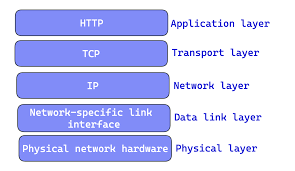 HTTP Application layer
TCP Transport layer
IP Network layer
Network-specific link
interface Data link layer
Physical network hardware Physical layer